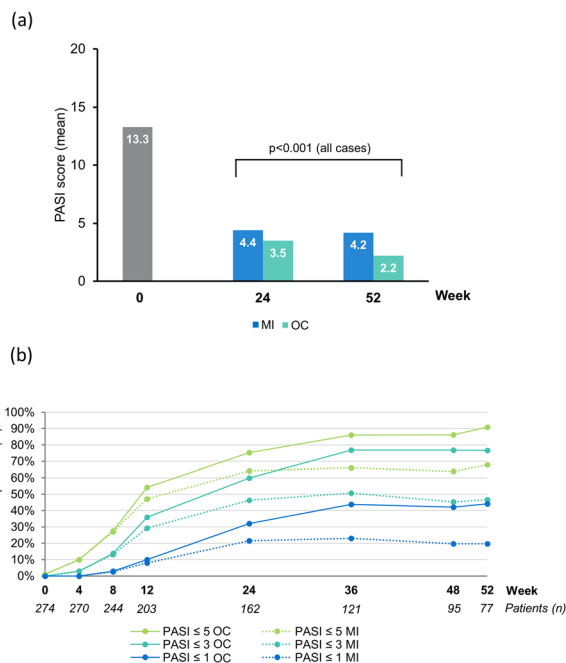 (a)
20
15
10
5
0
PASI score (mean)
13.3
p<0.001 (all cases)
4.4
3.5
4.2
2.2
0 24 52 Week
MI OC
(b)
100%
90%
80%
70%
60%
50%
40%
30%
20%
10%
0%
0 4 8 12 24 36 48 52 Week
274 270 244 203 162 121 95 77 Patients (n)
PASI ≤ 5 OC PASI ≤ 5 MI
PASI ≤ 3 OC PASI ≤ 3 MI
PASI ≤ 1 OC PASI ≤ 1 MI